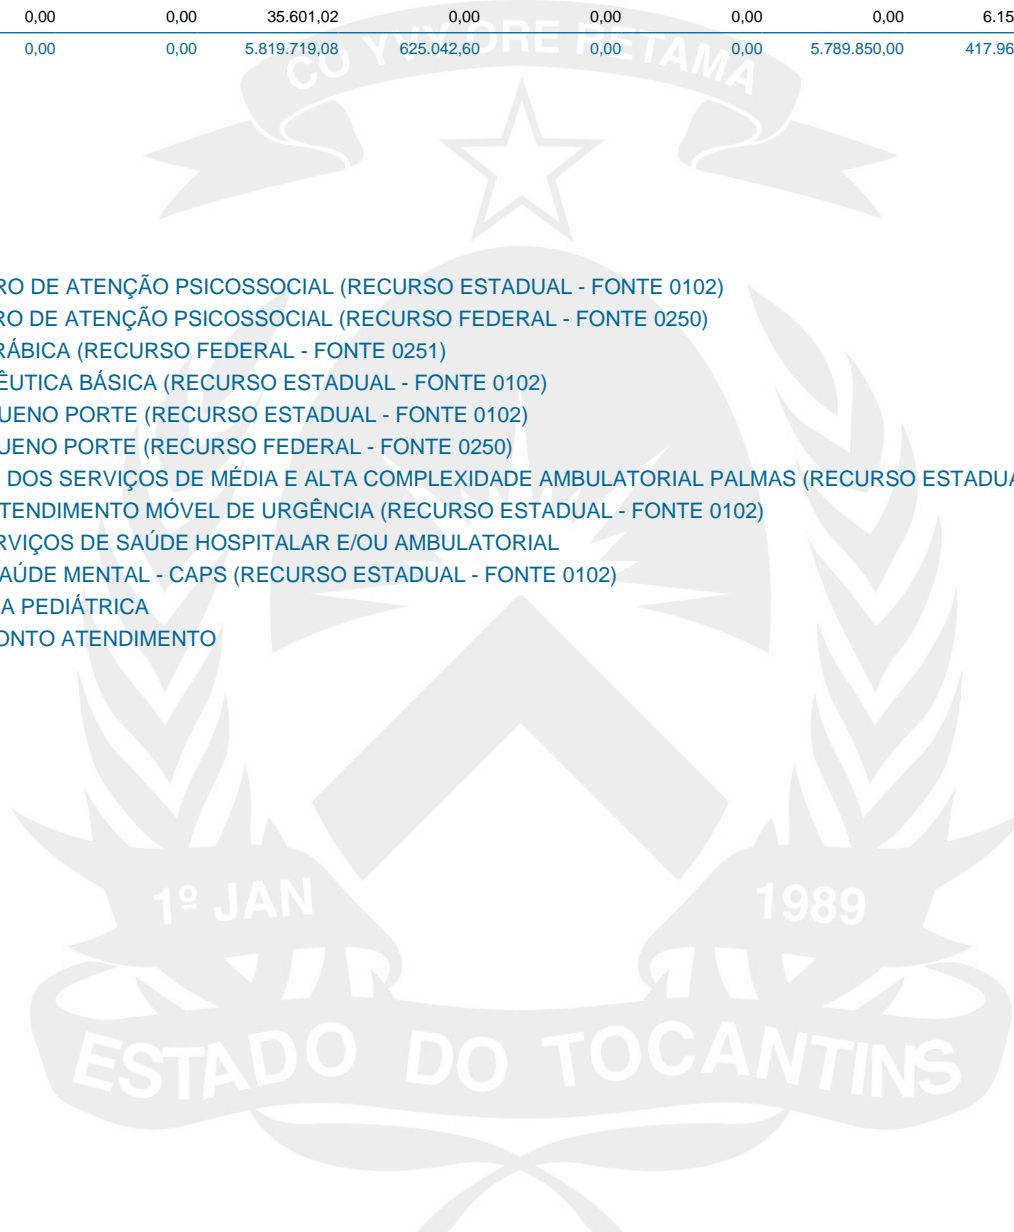 0,00 0,00 35.601,02 0,00 0,00 0,00 0,00 6.15
0,00 0,00 5.819.719,08 625.042,60 0,00 0,00 5.789.850,00 417.96
CO YVY ORE RETAMA
RO DE ATENÇÃO PSICOSSOCIAL (RECURSO ESTADUAL - FONTE 0102)
RO DE ATENÇÃO PSICOSSOCIAL (RECURSO FEDERAL - FONTE 0250)
RÁBICA (RECURSO FEDERAL - FONTE 0251)
ÊUTICA BÁSICA (RECURSO ESTADUAL - FONTE 0102)
UENO PORTE (RECURSO ESTADUAL - FONTE 0102)
UENO PORTE (RECURSO FEDERAL - FONTE 0250)
DOS SERVIÇOS DE MÉDIA E ALTA COMPLEXIDADE AMBULATORIAL PALMAS (RECURSO ESTADUA
TENDIMENTO MÓVEL DE URGÊNCIA (RECURSO ESTADUAL - FONTE 0102)
RVIÇOS DE SAÚDE HOSPITALAR E/OU AMBULATORIAL
AÚDE MENTAL - CAPS (RECURSO ESTADUAL - FONTE 0102)
A PEDIÁTRICA
ONTO ATENDIMENTO
1º JAN 1989
ESTADO DO TOCANTINS